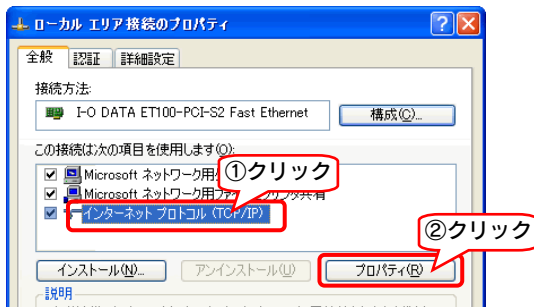 ローカル エリア接続のプロパティ
全般 認証 詳細設定
接続方法:
I-O DATA ET100-PCI-S2 Fast Ethernet 構成(C)...
この接続は次の項目を使用します(O):
①クリック
Microsoft ネットワーク用
Microsoft ネットワーク用
インターネット プロトコル (TCP/IP)
②クリック
インストール(N)... アンインストール(U) プロパティ(R)
説明